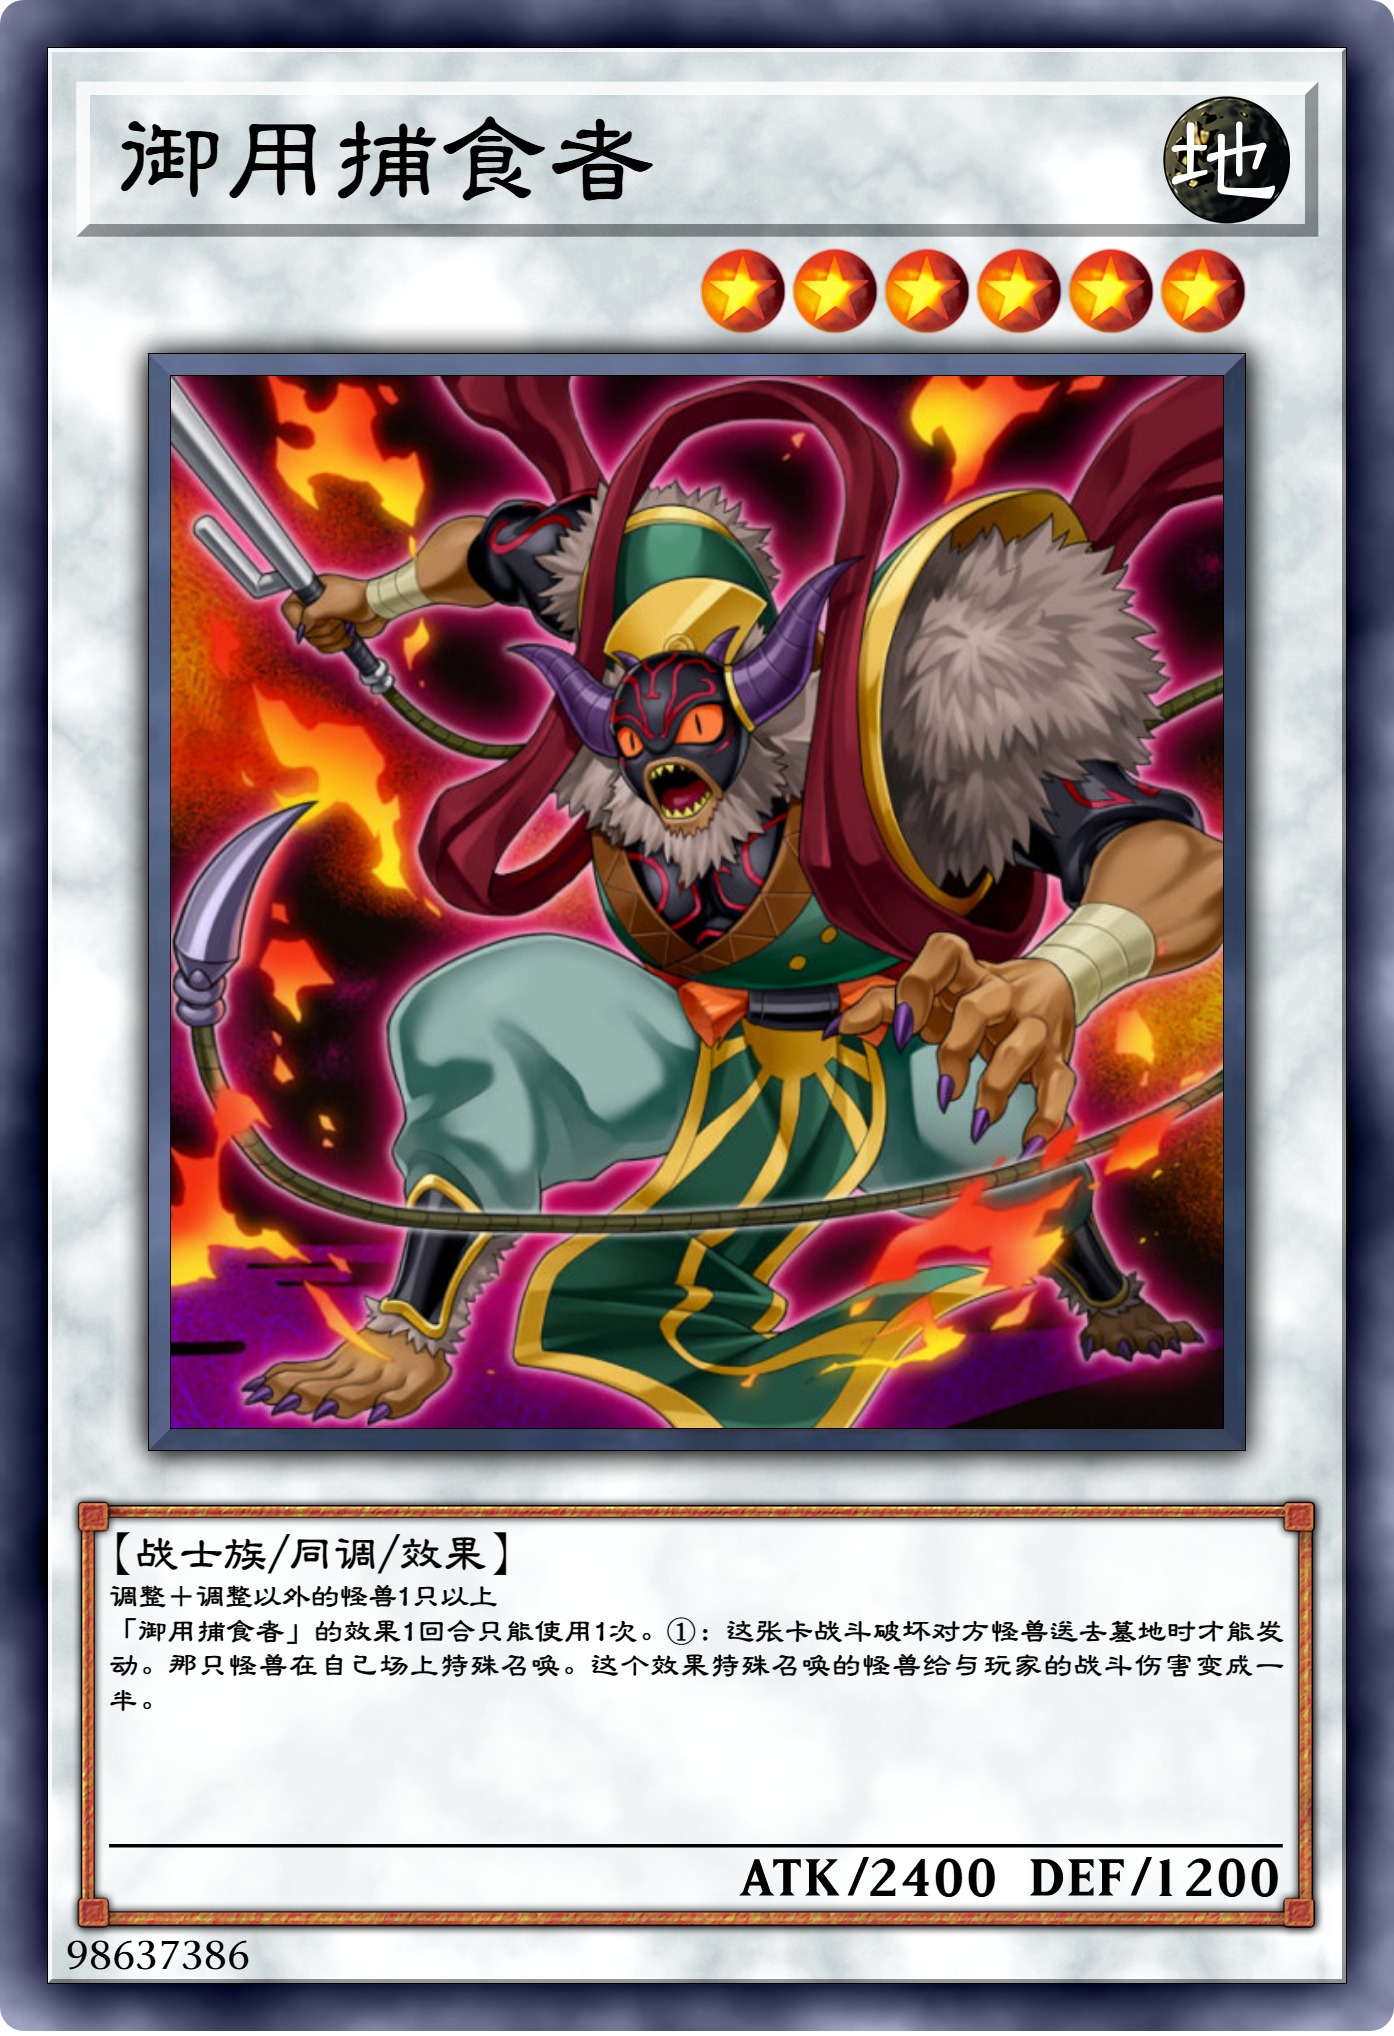 御用捕食者
地
【战士族/同调/效果】
调整＋调整以外的怪兽1只以上
「御用捕食者」的效果1回合只能使用1次。①：这张卡战斗破坏对方怪兽送去墓地时才能发
动。那只怪兽在自己场上特殊召唤。这个效果特殊召唤的怪兽给与玩家的战斗伤害变成一
半。
ATK/2400 DEF/1200
98637386